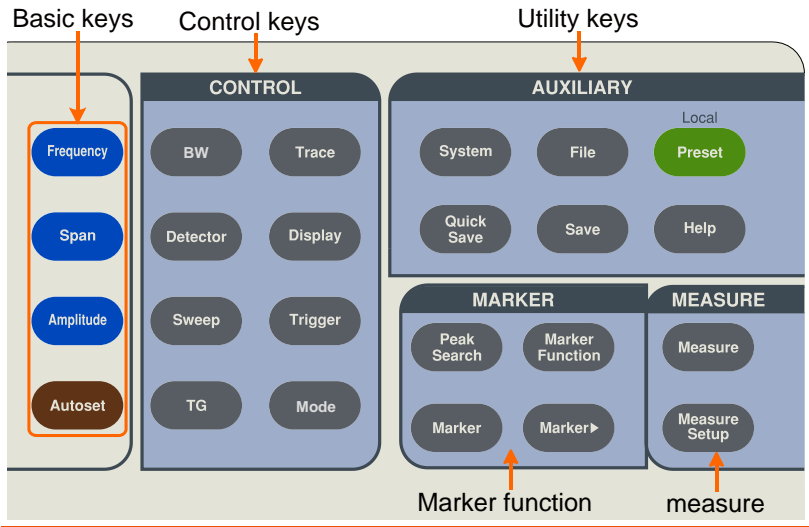 Basic keys
Control keys
Utility keys
CONTROL
AUXILIARY
Local
Frequency
BW
Trace
System
File
Preset
Span
Detector
Display
Quick
Save
Save
Help
MARKER
MEASURE
Amplitude
Sweep
Trigger
Peak
Search
Marker
Function
Measure
Autoset
TG
Mode
Marker
Marker▶
Measure
Setup
Marker function
measure